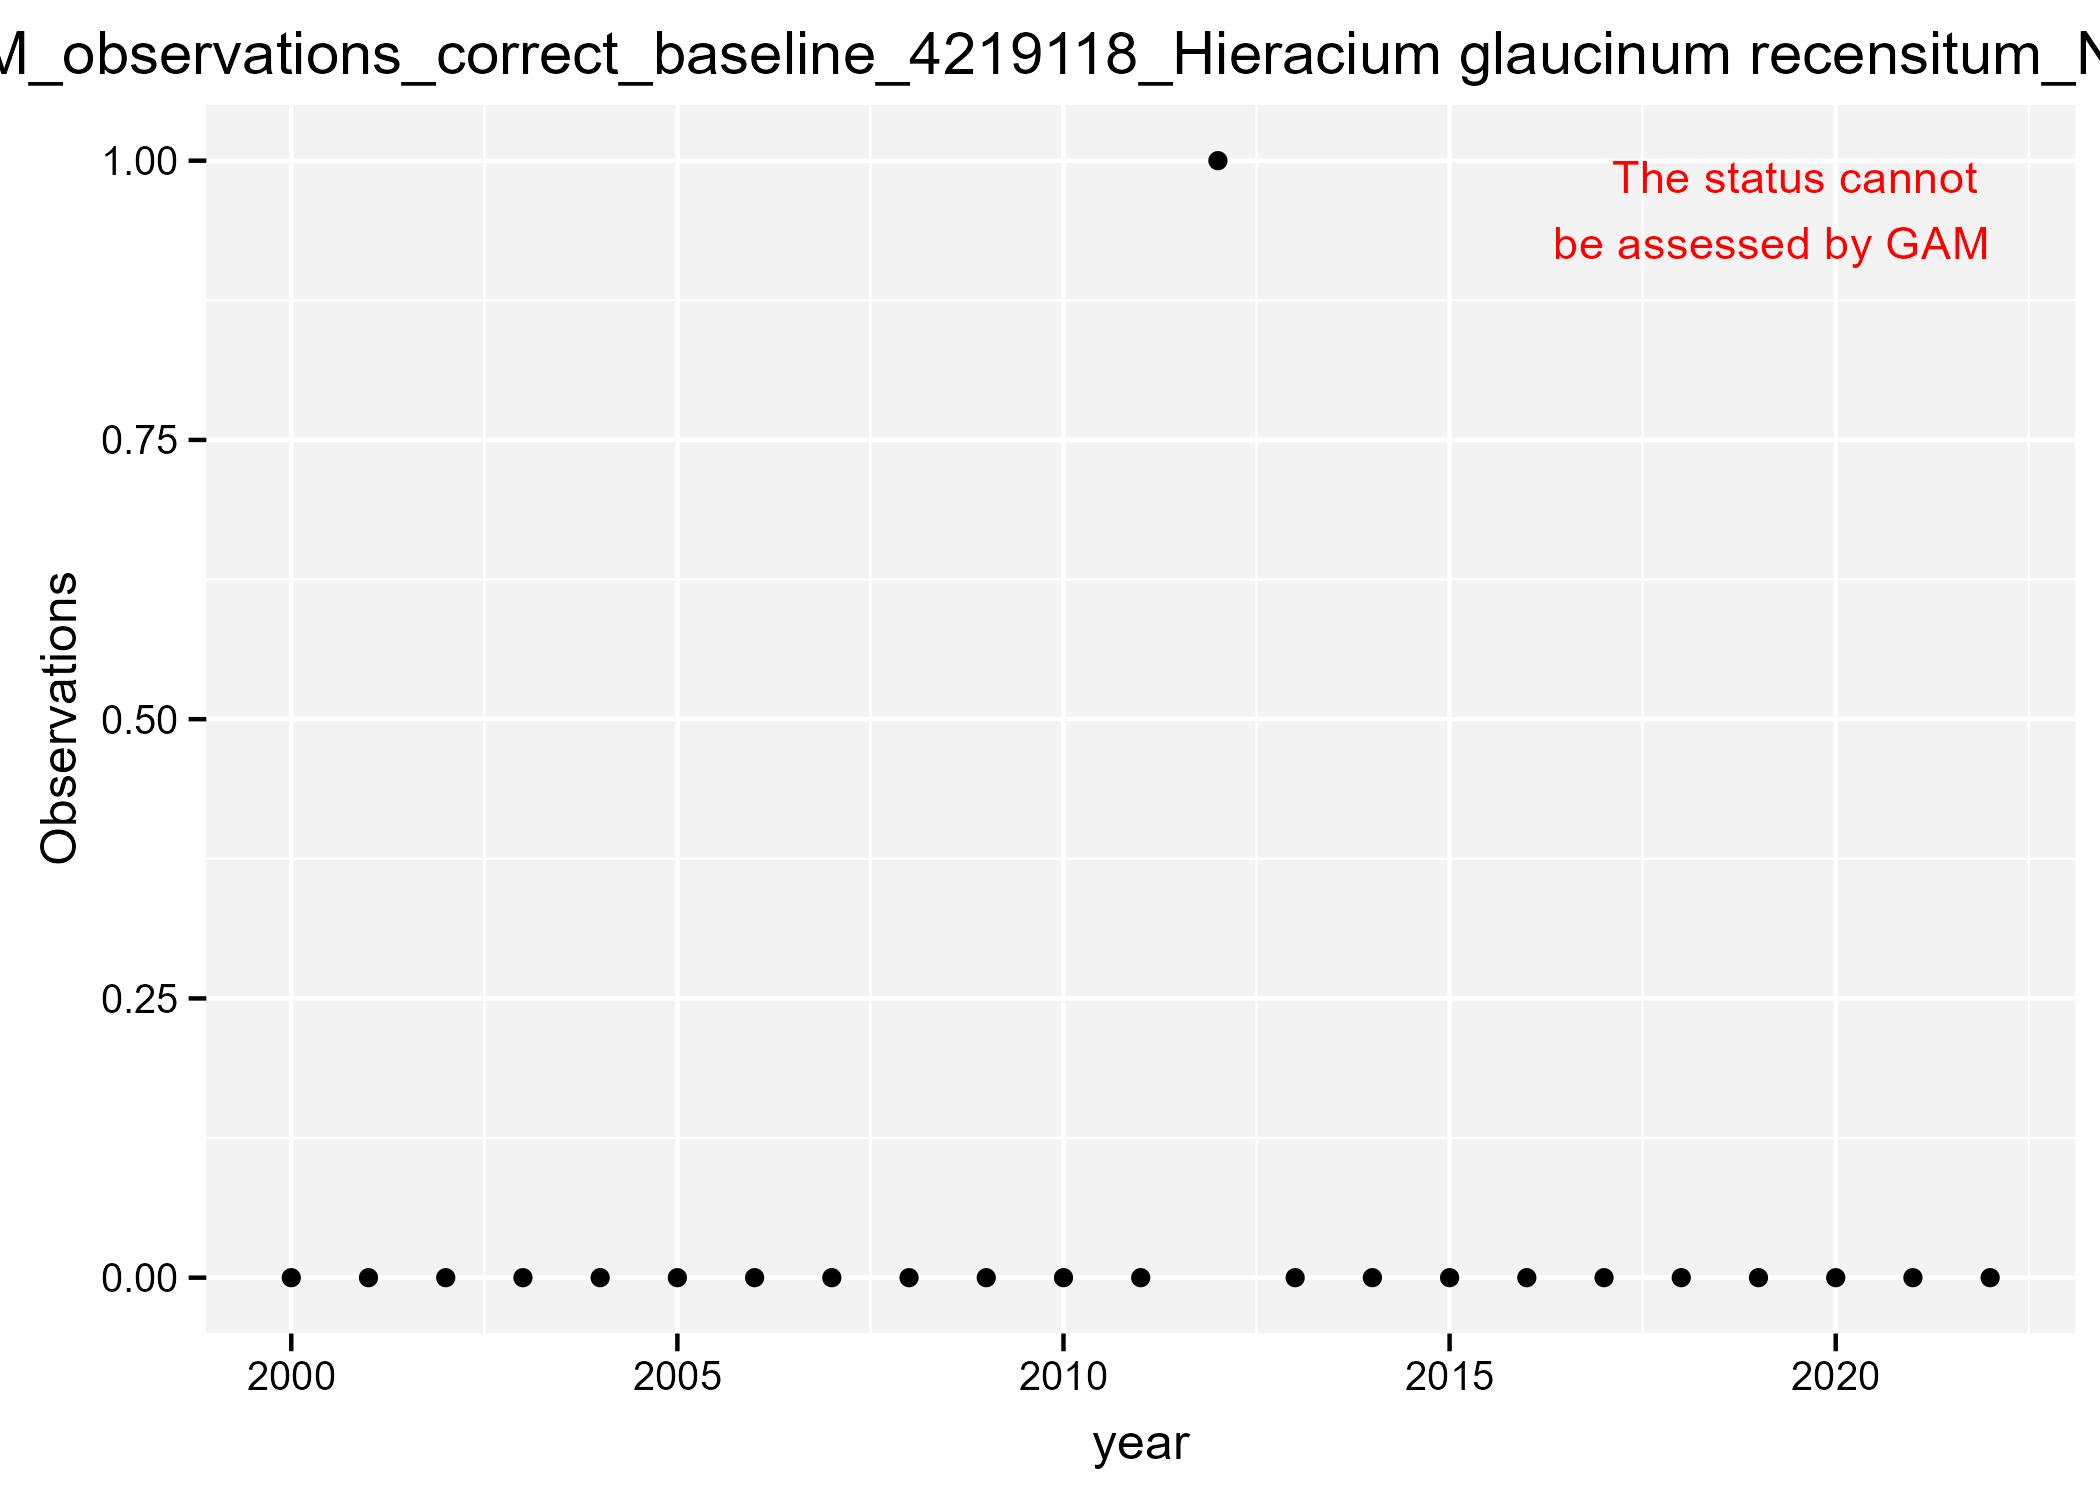 M_observations_correct_baseline_4219118_Hieracium glaucinum recensitum_N
1.00
The status cannot
be assessed by GAM
0.75
0.50
0.25
0.00
Observations
2000 2005 2010 2015 2020
year